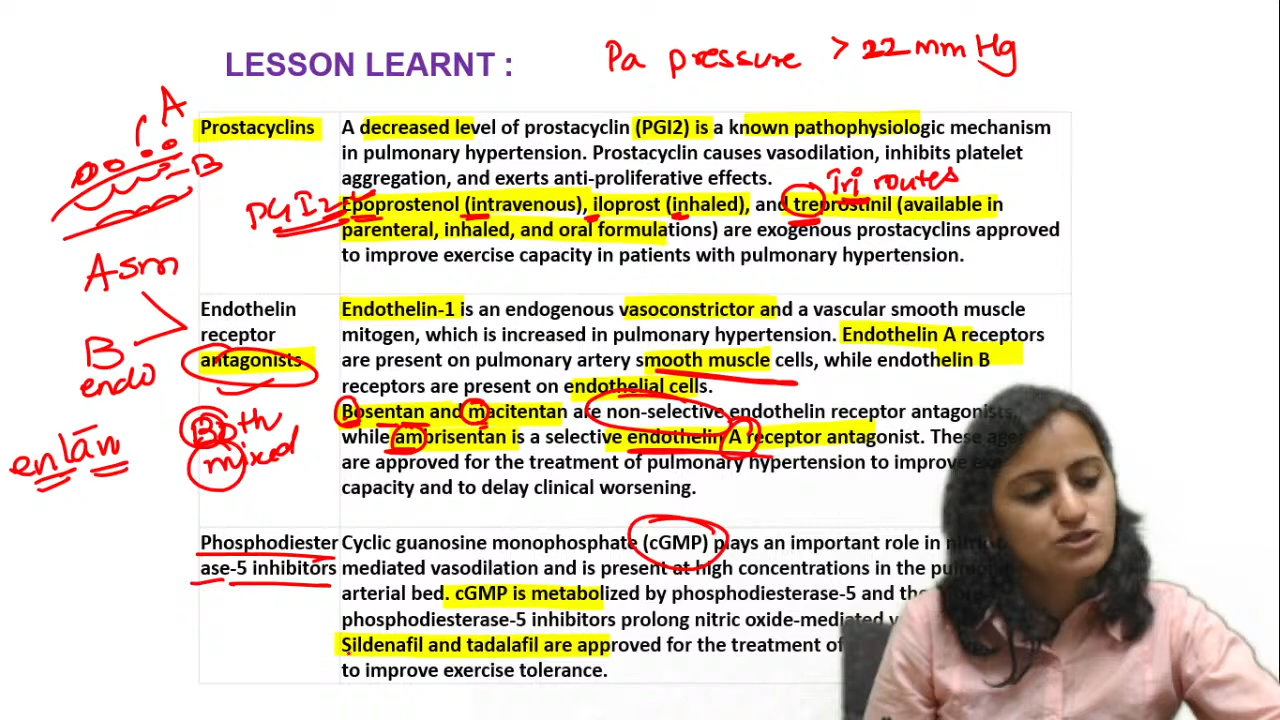 LESSON LEARNT :
Pa pressure > 22 mm Hg
A
B
Prostacyclins
A decreased level of prostacyclin (PGI2) is a known pathophysiologic mechanism
in pulmonary hypertension. Prostacyclin causes vasodilation, inhibits platelet
aggregation, and exerts anti-proliferative effects.
Tri routes
PGI2
Epoprostenol (intravenous), iloprost (inhaled), and treprostinil (available in
parenteral, inhaled, and oral formulations) are exogenous prostacyclins approved
to improve exercise capacity in patients with pulmonary hypertension.
Asm
B
endo
Endothelin
receptor
antagonists
Endothelin-1 is an endogenous vasoconstrictor and a vascular smooth muscle
mitogen, which is increased in pulmonary hypertension. Endothelin A receptors
are present on pulmonary artery smooth muscle cells, while endothelin B
receptors are present on endothelial cells.
Bosentan and macitentan are non-selective endothelin receptor antagonists,
while ambrisentan is a selective endothelin A receptor antagonist. These
are approved for the treatment of pulmonary hypertension to improve
capacity and to delay clinical worsening.
Both
mixed
Phosphodiester
ase-5 inhibitors
Cyclic guanosine monophosphate (cGMP) plays an important role in
mediated vasodilation and is present at high concentrations in the
arterial bed. cGMP is metabolized by phosphodiesterase-5 and
phosphodiesterase-5 inhibitors prolong nitric oxide-mediated
Sildenafil and tadalafil are approved for the treatment of
to improve exercise tolerance.